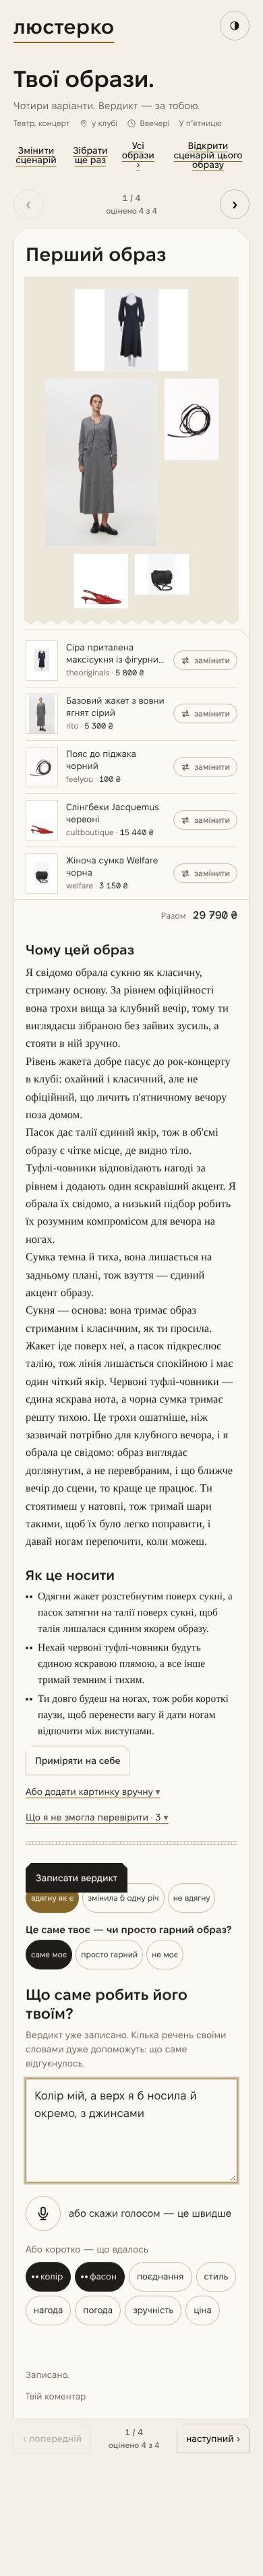 люстерко
Твої образи.
Чотири варіанти. Вердикт — за тобою.
Театр, концерт у клубі Ввечері У п'ятницю
Змінити сценарій
Зібрати ще раз
Усі образи ›
Відкрити сценарій цього образу
‹
1 / 4
оцінено 4 з 4
›
Перший образ
Сіра приталена
максісукня із фігурни...
theoriginals · 5 800 ₴
замінити
Базовий жакет з вовни
ягнят сірий
rito · 5 300 ₴
замінити
Пояс до піджака
чорний
feelyou · 100 ₴
замінити
Слінгбеки Jacquemus
червоні
cultboutique · 15 440 ₴
замінити
Жіноча сумка Welfare
чорна
welfare · 3 150 ₴
замінити
Разом 29 790 ₴
Чому цей образ
Я свідомо обрала сукню як класичну,
стриману основу. За рівнем офіційності
вона трохи вища за клубний вечір, тому ти
виглядаєш зібраною без зайвих зусиль, а
стояти в ній зручно.
Рівень жакета добре пасує до рок-концерту
в клубі: охайний і класичний, але не
офіційний, що личить п'ятничному вечору
поза домом.
Пасок дає талії єдиний якір, тож в об'ємі
образу є чітке місце, де видно тіло.
Туфлі-човники відповідають нагоді за
рівнем і додають один яскравіший акцент. Я
обрала їх свідомо, а низький підбор робить
їх розумним компромісом для вечора на
ногах.
Сумка темна й тиха, вона лишається на
задньому плані, тож взуття — єдиний
акцент образу.
Сукня — основа: вона тримає образ
стриманим і класичним, як ти просила.
Жакет іде поверх неї, а пасок підкреслює
талію, тож лінія лишається спокійною і має
один чіткий якір. Червоні туфлі-човники —
єдина яскрава нота, а чорна сумка тримає
решту тихою. Це трохи ошатніше, ніж
зазвичай потрібно для клубного вечора, і я
обрала це свідомо: образ виглядає
доглянутим, а не перевбраним, і що ближче
вечір до сцени, то краще це працює. Ти
стоятимеш у натовпі, тож тримай шари
такими, щоб їх було легко поправити, і
давай ногам перепочити, коли можеш.
Як це носити
Одягни жакет розстебнутим поверх сукні, а
пасок затягни на талії поверх сукні, щоб
талія лишалася єдиним якорем образу.
Нехай червоні туфлі-човники будуть
єдиною яскравою плямою, а все інше
тримай темним і тихим.
Ти довго будеш на ногах, тож роби короткі
паузи, щоб перенести вагу й дати ногам
відпочити між виступами.
Приміряти на себе
Або додати картинку вручну ▾
Що я не змогла перевірити · 3 ▾
Записати вердикт
вдягну як є
змінила б одну річ
не вдягну
Це саме твоє — чи просто гарний образ?
саме моє
просто гарний
не моє
Що саме робить його
твоїм?
Вердикт уже записано. Кілька речень своїми
словами дуже допоможуть: що саме
відгукнулось.
Колір мій, а верх я б носила й
окремо, з джинсами
або скажи голосом — це швидше
Або коротко — що вдалось
колір
фасон
поєднання
стиль
нагода
погода
зручність
ціна
Записано.
Твій коментар
‹ попередній
1 / 4
оцінено 4 з 4
наступний ›